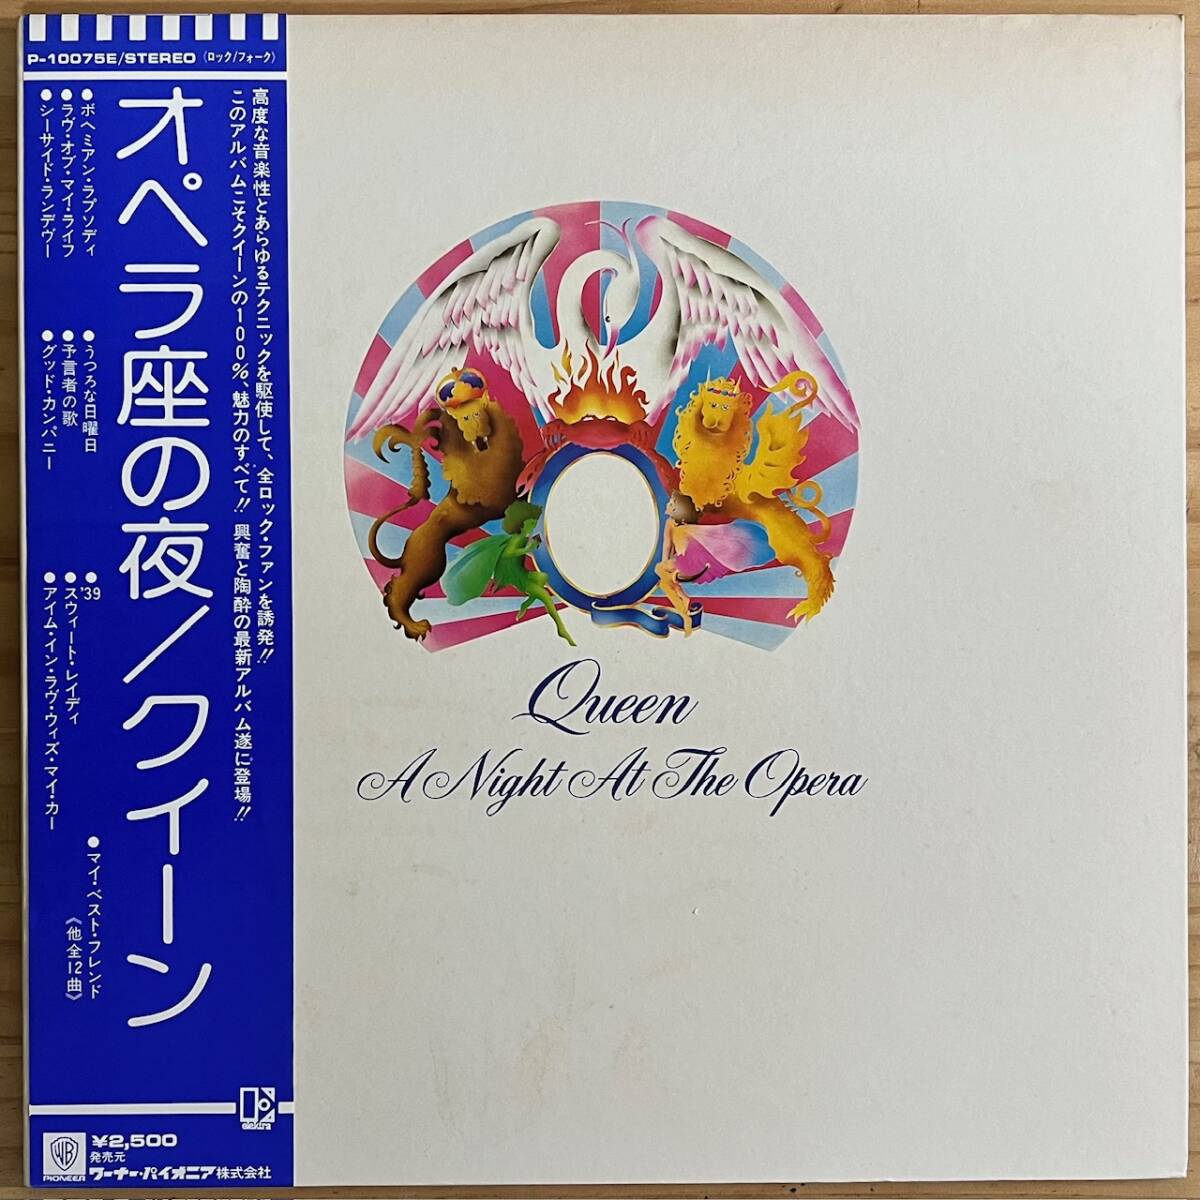 P-10075E/STEREO 〈ロック/フォーク〉
高度な音楽性とあらゆるテクニックを駆使して、全ロック・ファンを誘発!!
このアルバムこそクイーンの100%、魅力のすべて!! 興奮と陶酔の最新アルバム遂に登場!!
オペラ座の夜/クイーン
●ボヘミアン・ラプソディ
●ラヴ・オブ・マイ・ライフ
●シーサイド・ランデヴー
●うつろな日曜日
●予言者の歌
●グッド・カンパニー
●'39
●スウィート・レイディ
●アイム・イン・ラヴ・ウィズ・マイ・カー
●マイ・ベスト・フレンド
《他全12曲》
elektra
WB
PIONEER
¥2,500
発売元
ワーナー・パイオニア株式会社
Queen
A Night At The Opera